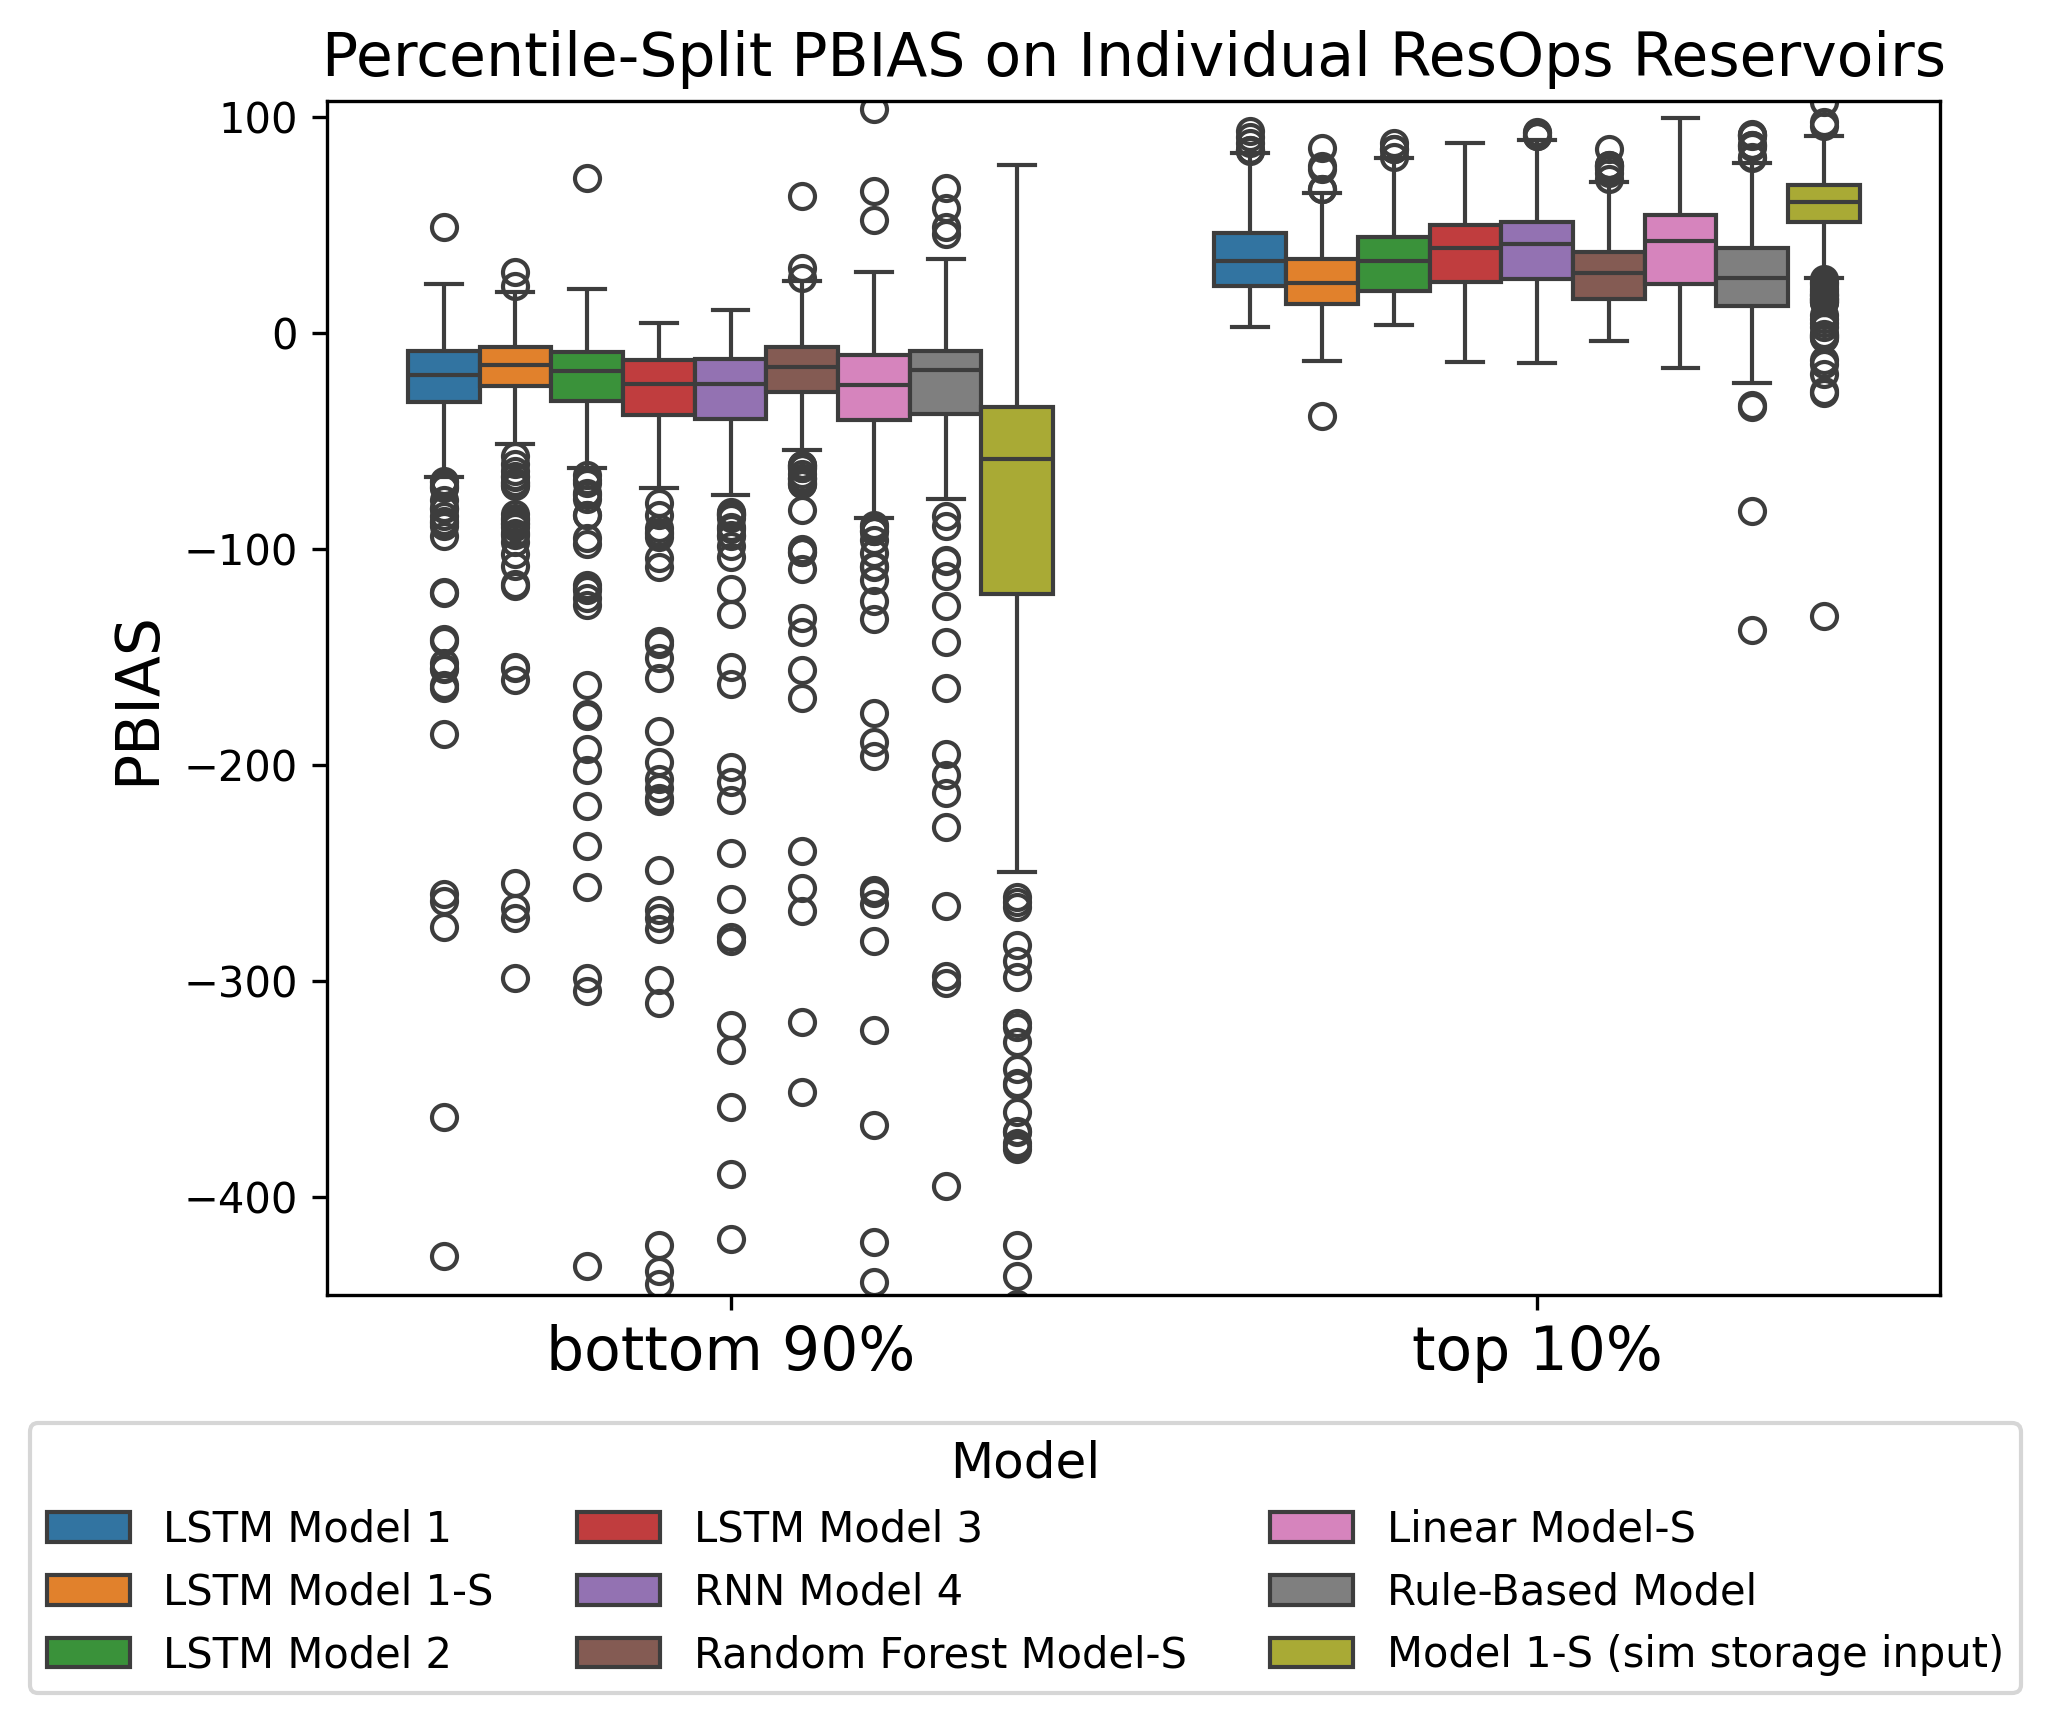 Percentile-Split PBIAS on Individual ResOps Reservoirs
100
0
−100
−200
−300
−400
PBIAS
bottom 90%
top 10%
Model
LSTM Model 1
LSTM Model 1-S
LSTM Model 2
LSTM Model 3
RNN Model 4
Random Forest Model-S
Linear Model-S
Rule-Based Model
Model 1-S (sim storage input)